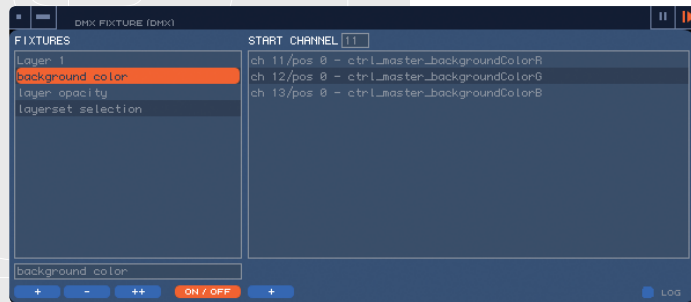 DMX FIXTURE (DMX)
FIXTURES
START CHANNEL 11
Layer 1
background color
layer opacity
layerset selection
ch 11/pos 0 - ctrl_master_backgroundColorR
ch 12/pos 0 - ctrl_master_backgroundColorG
ch 13/pos 0 - ctrl_master_backgroundColorB
background color
+ - ++ ON / OFF + LOG